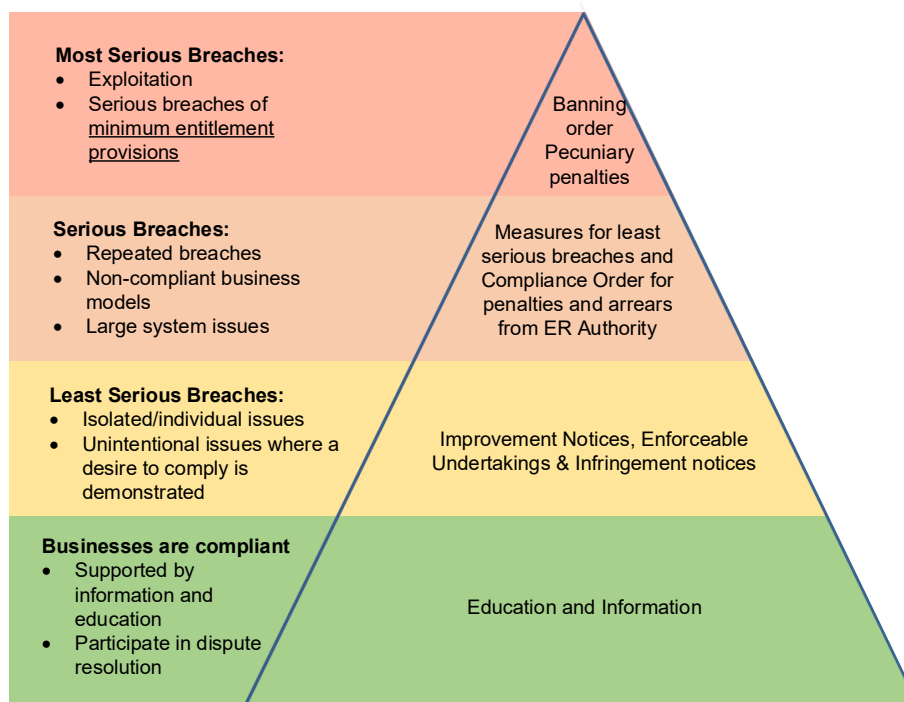 Most Serious Breaches:
• Exploitation
• Serious breaches of
minimum entitlement
provisions
Banning
order
Pecuniary
penalties
Serious Breaches:
• Repeated breaches
• Non-compliant business
models
• Large system issues
Measures for least
serious breaches and
Compliance Order for
penalties and arrears
from ER Authority
Least Serious Breaches:
• Isolated/individual issues
• Unintentional issues where a
desire to comply is
demonstrated
Improvement Notices, Enforceable
Undertakings & Infringement notices
Businesses are compliant
• Supported by
information and
education
• Participate in dispute
resolution
Education and Information